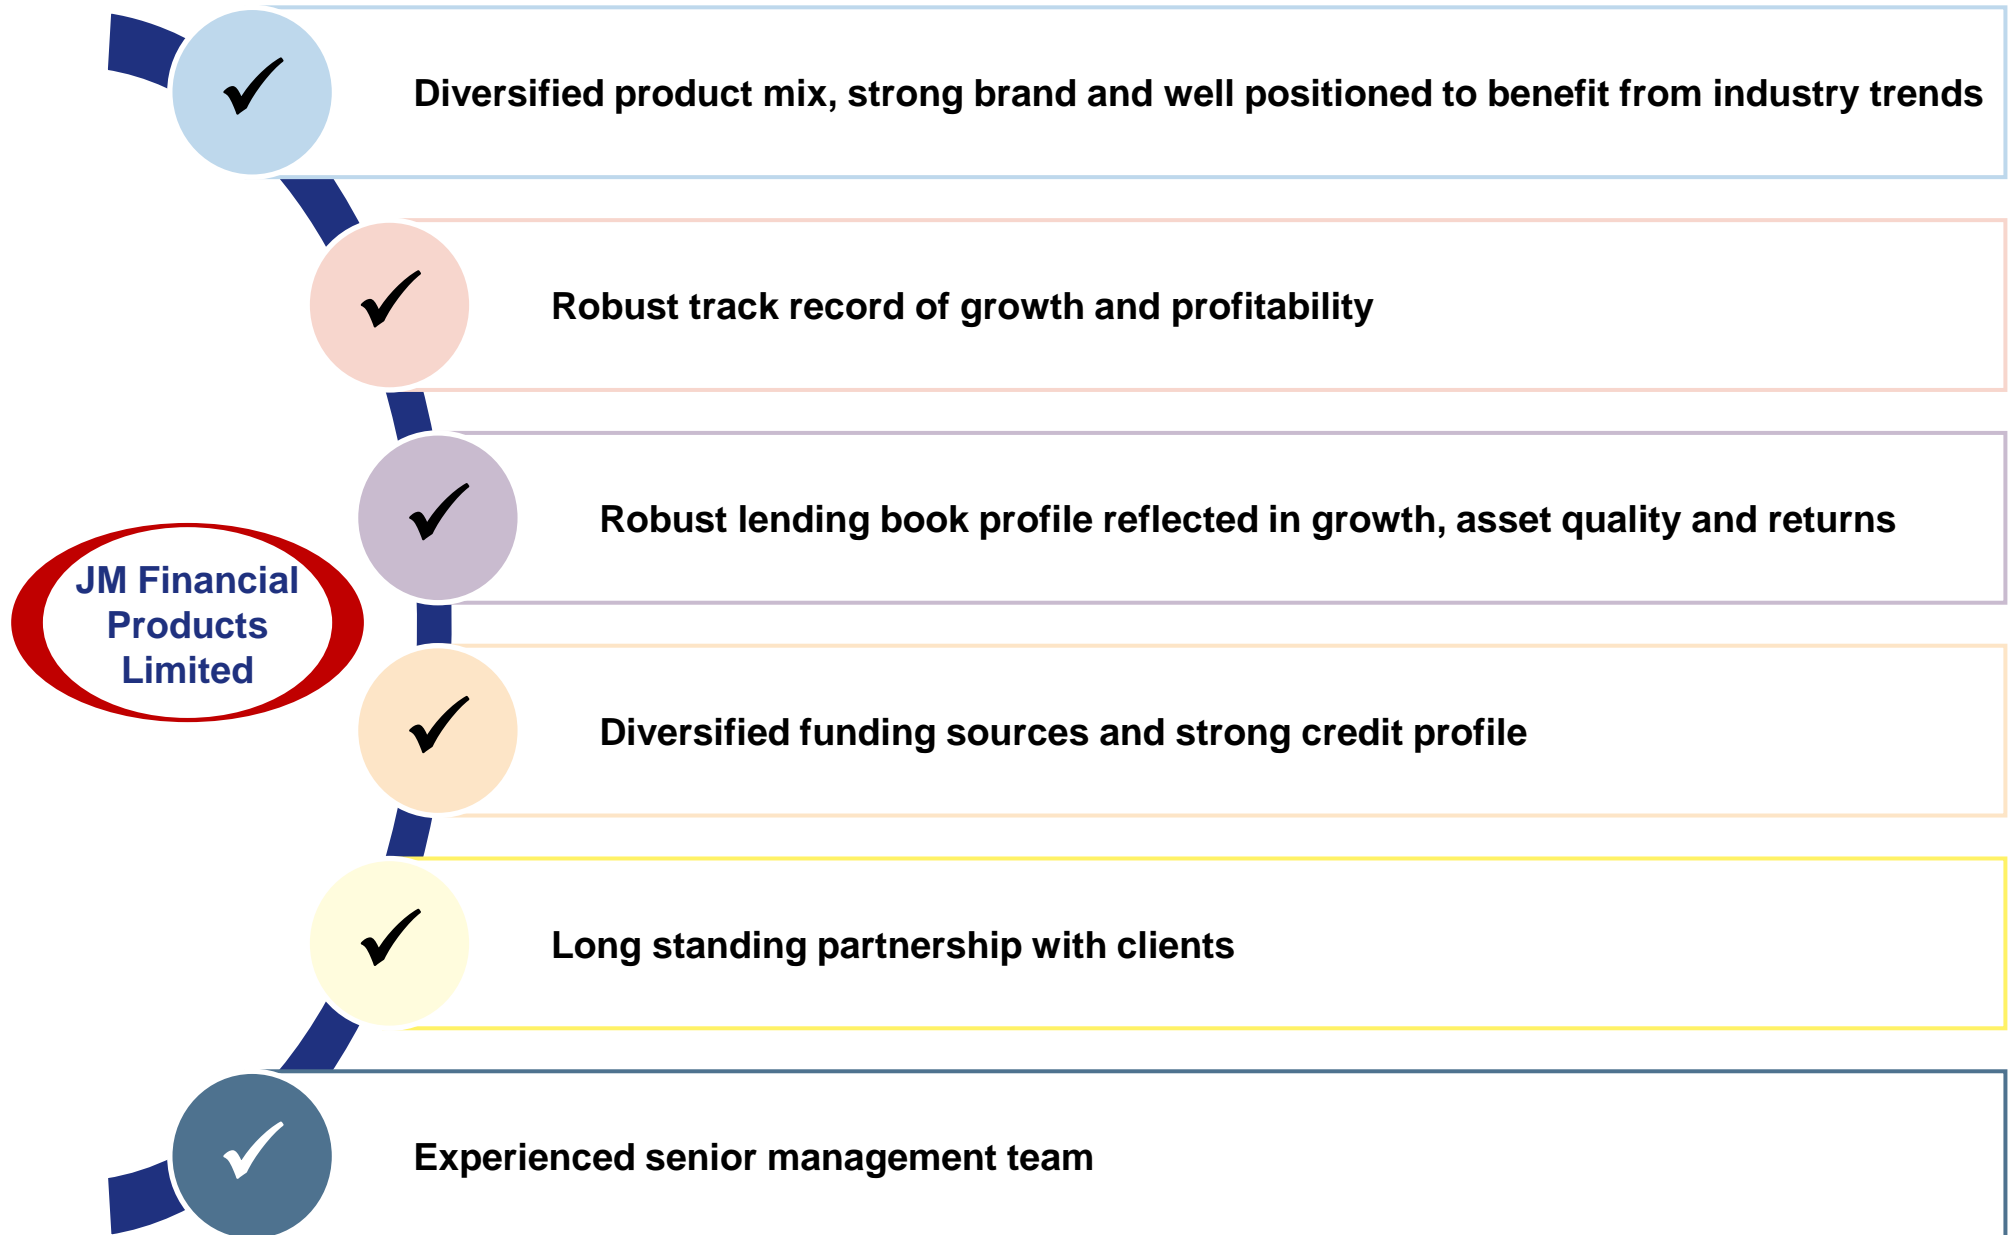 Diversified product mix, strong brand and well positioned to benefit from industry trends
Robust track record of growth and profitability
Robust lending book profile reflected in growth, asset quality and returns
JM Financial
Products
Limited
Diversified funding sources and strong credit profile
Long standing partnership with clients
Experienced senior management team